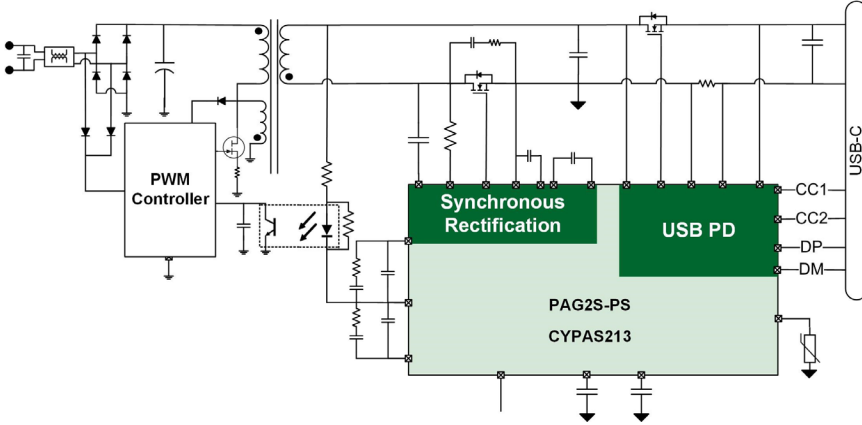 PWM
Controller
Synchronous
Rectification
USB PD
PAG2S-PS
CYPAS213
CC1
CC2
DP
DM
USB-C